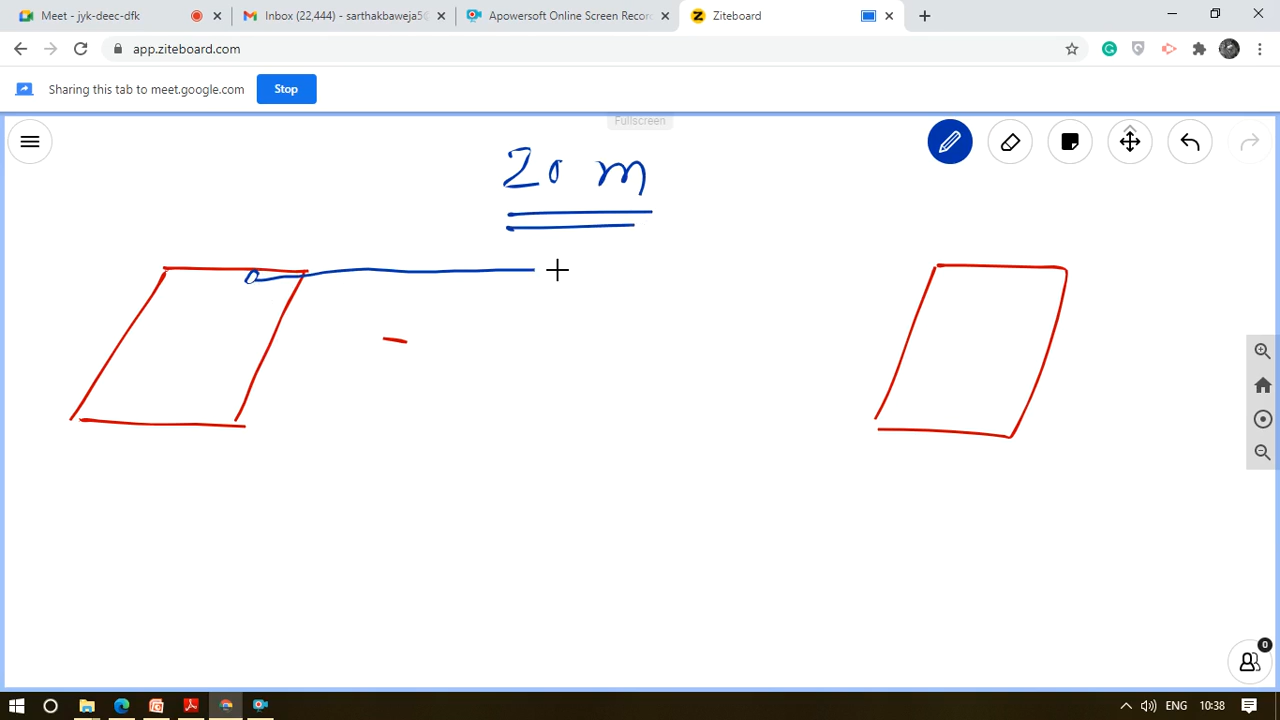 Meet - jyk-deec-dfk
Inbox (22,444) - sarthakbaweja5
Apowersoft Online Screen Recor
Ziteboard
app.ziteboard.com
Sharing this tab to meet.google.com
Stop
Fullscreen
20 m
0
ENG
10:38